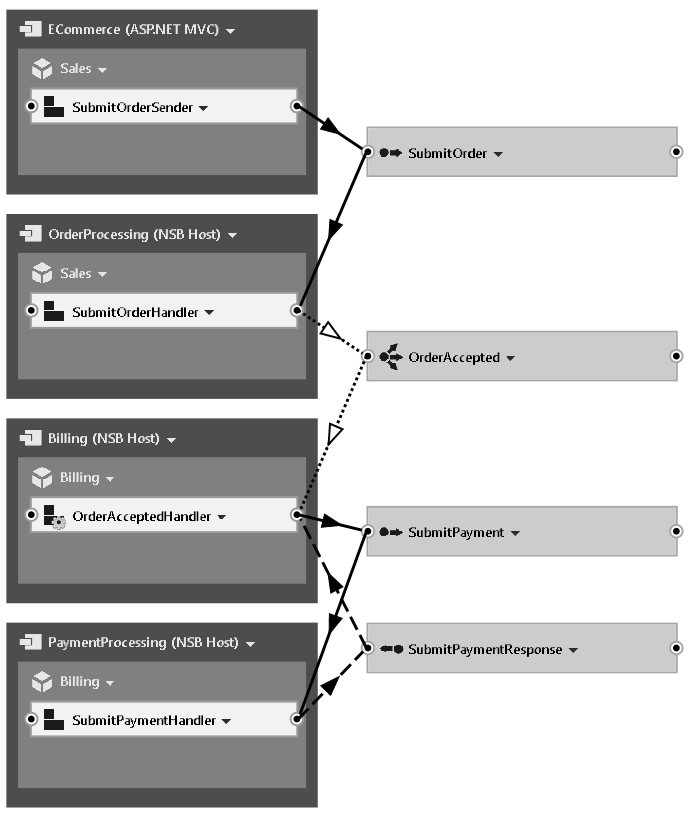 ECommerce (ASP.NET MVC)
Sales
SubmitOrderSender
SubmitOrder
OrderProcessing (NSB Host)
Sales
SubmitOrderHandler
OrderAccepted
Billing (NSB Host)
Billing
OrderAcceptedHandler
SubmitPayment
PaymentProcessing (NSB Host)
SubmitPaymentResponse
Billing
SubmitPaymentHandler